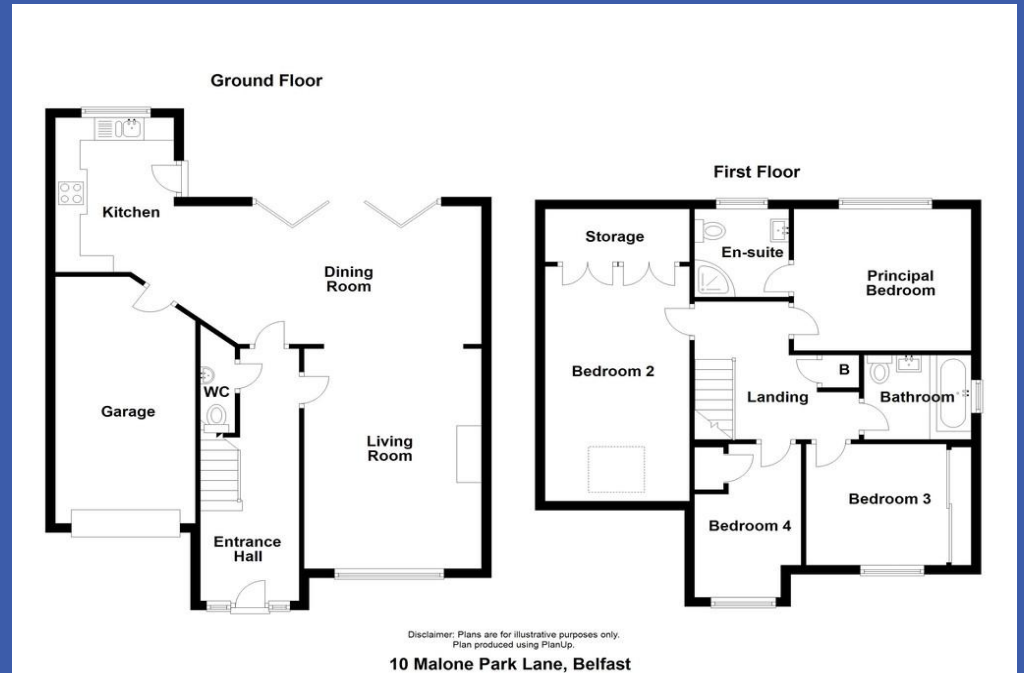 Ground Floor
Kitchen
Dining
Room
Garage
WC
Living
Room
Entrance
Hall
First Floor
Storage
En-suite
Principal
Bedroom
Bedroom 2
B
Landing
Bathroom
Bedroom 3
Bedroom 4
Disclaimer: Plans are for illustrative purposes only.
Plan produced using PlanUp.
10 Malone Park Lane, Belfast